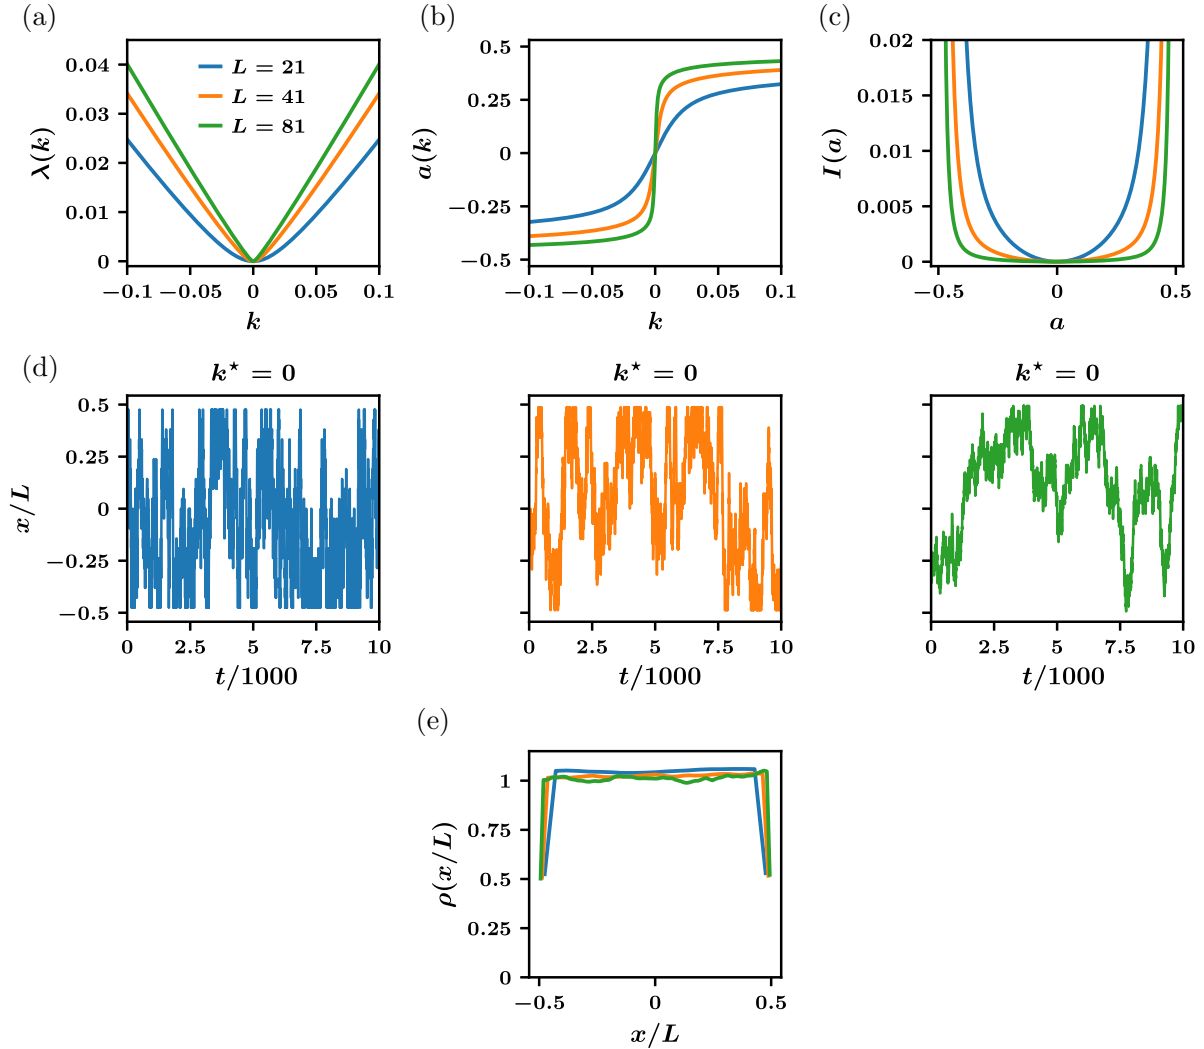 (a)
(b)
(c)
0.04
0.03
0.02
0.01
0
λ(k)
L = 21
L = 41
L = 81
−0.1 −0.05 0 0.05 0.1
k
0.5
0.25
0
−0.25
−0.5
a(k)
−0.1 −0.05 0 0.05 0.1
k
0.02
0.015
0.01
0.005
0
I(a)
−0.5 0 0.5
a
(d)
k⋆ = 0
k⋆ = 0
k⋆ = 0
0.5
0.25
0
−0.25
−0.5
x/L
0 2.5 5 7.5 10
t/1000
0 2.5 5 7.5 10
t/1000
0 2.5 5 7.5 10
t/1000
(e)
1
0.75
0.5
0.25
0
ρ(x/L)
−0.5 0 0.5
x/L